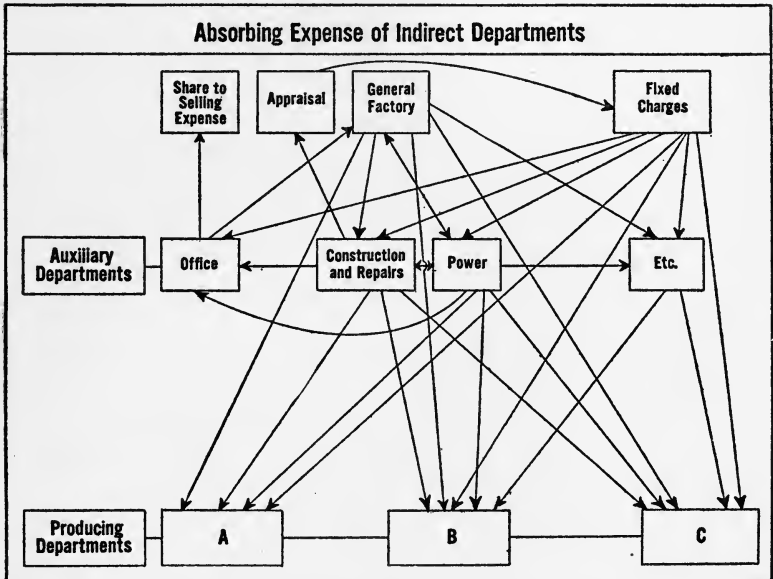 Absorbing Expense of Indirect Departments
Share to
Selling
Expense
Appraisal
General
Factory
Fixed
Charges
Auxiliary
Departments
Office
Construction
and Repairs
Power
Etc.
Producing
Departments
A
B
C